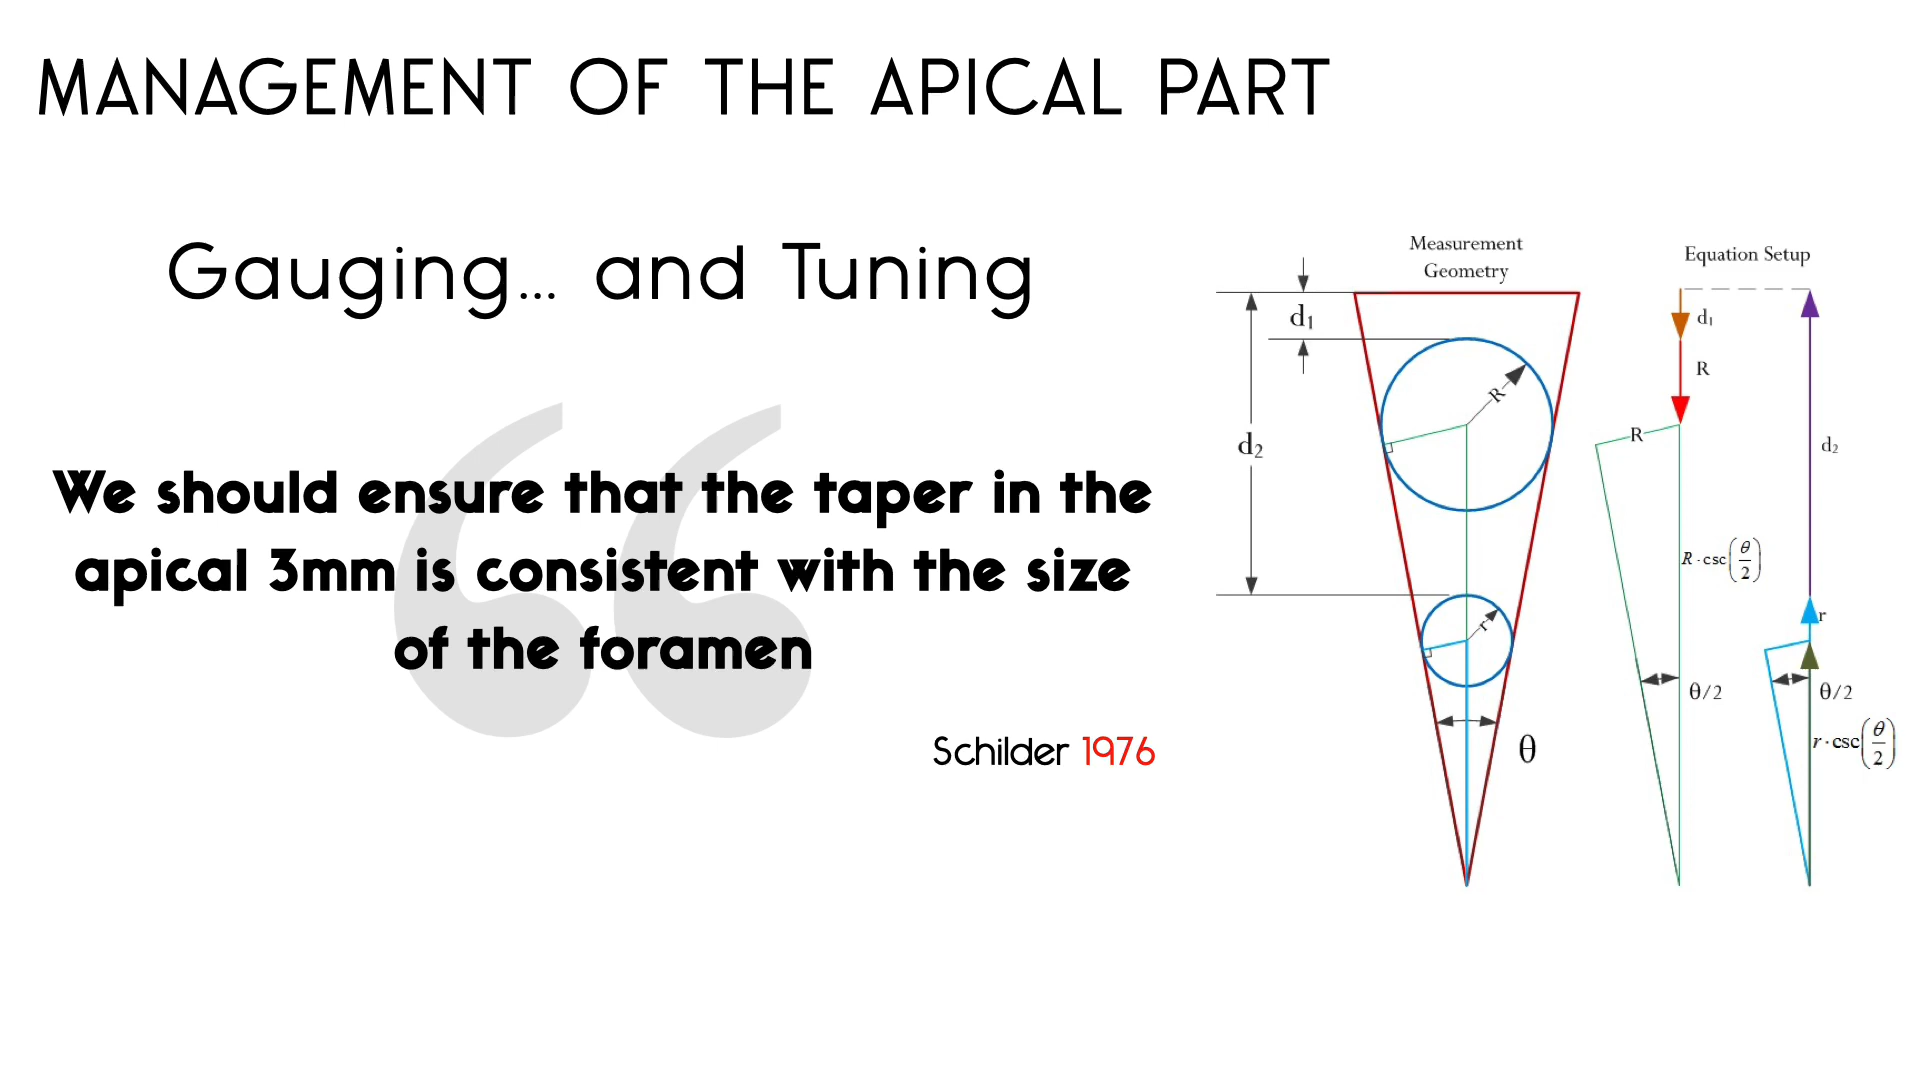 MANAGEMENT OF THE APICAL PART
Gauging... and Tuning
We should ensure that the taper in the
apical 3mm is consistent with the size
of the foramen
Schilder 1976
Measurement
Geometry
d₁
d₂
R
r
θ
Equation Setup
d₁
R
R
d₂
R · csc(θ/2)
r
θ/2
θ/2
r · csc(θ/2)